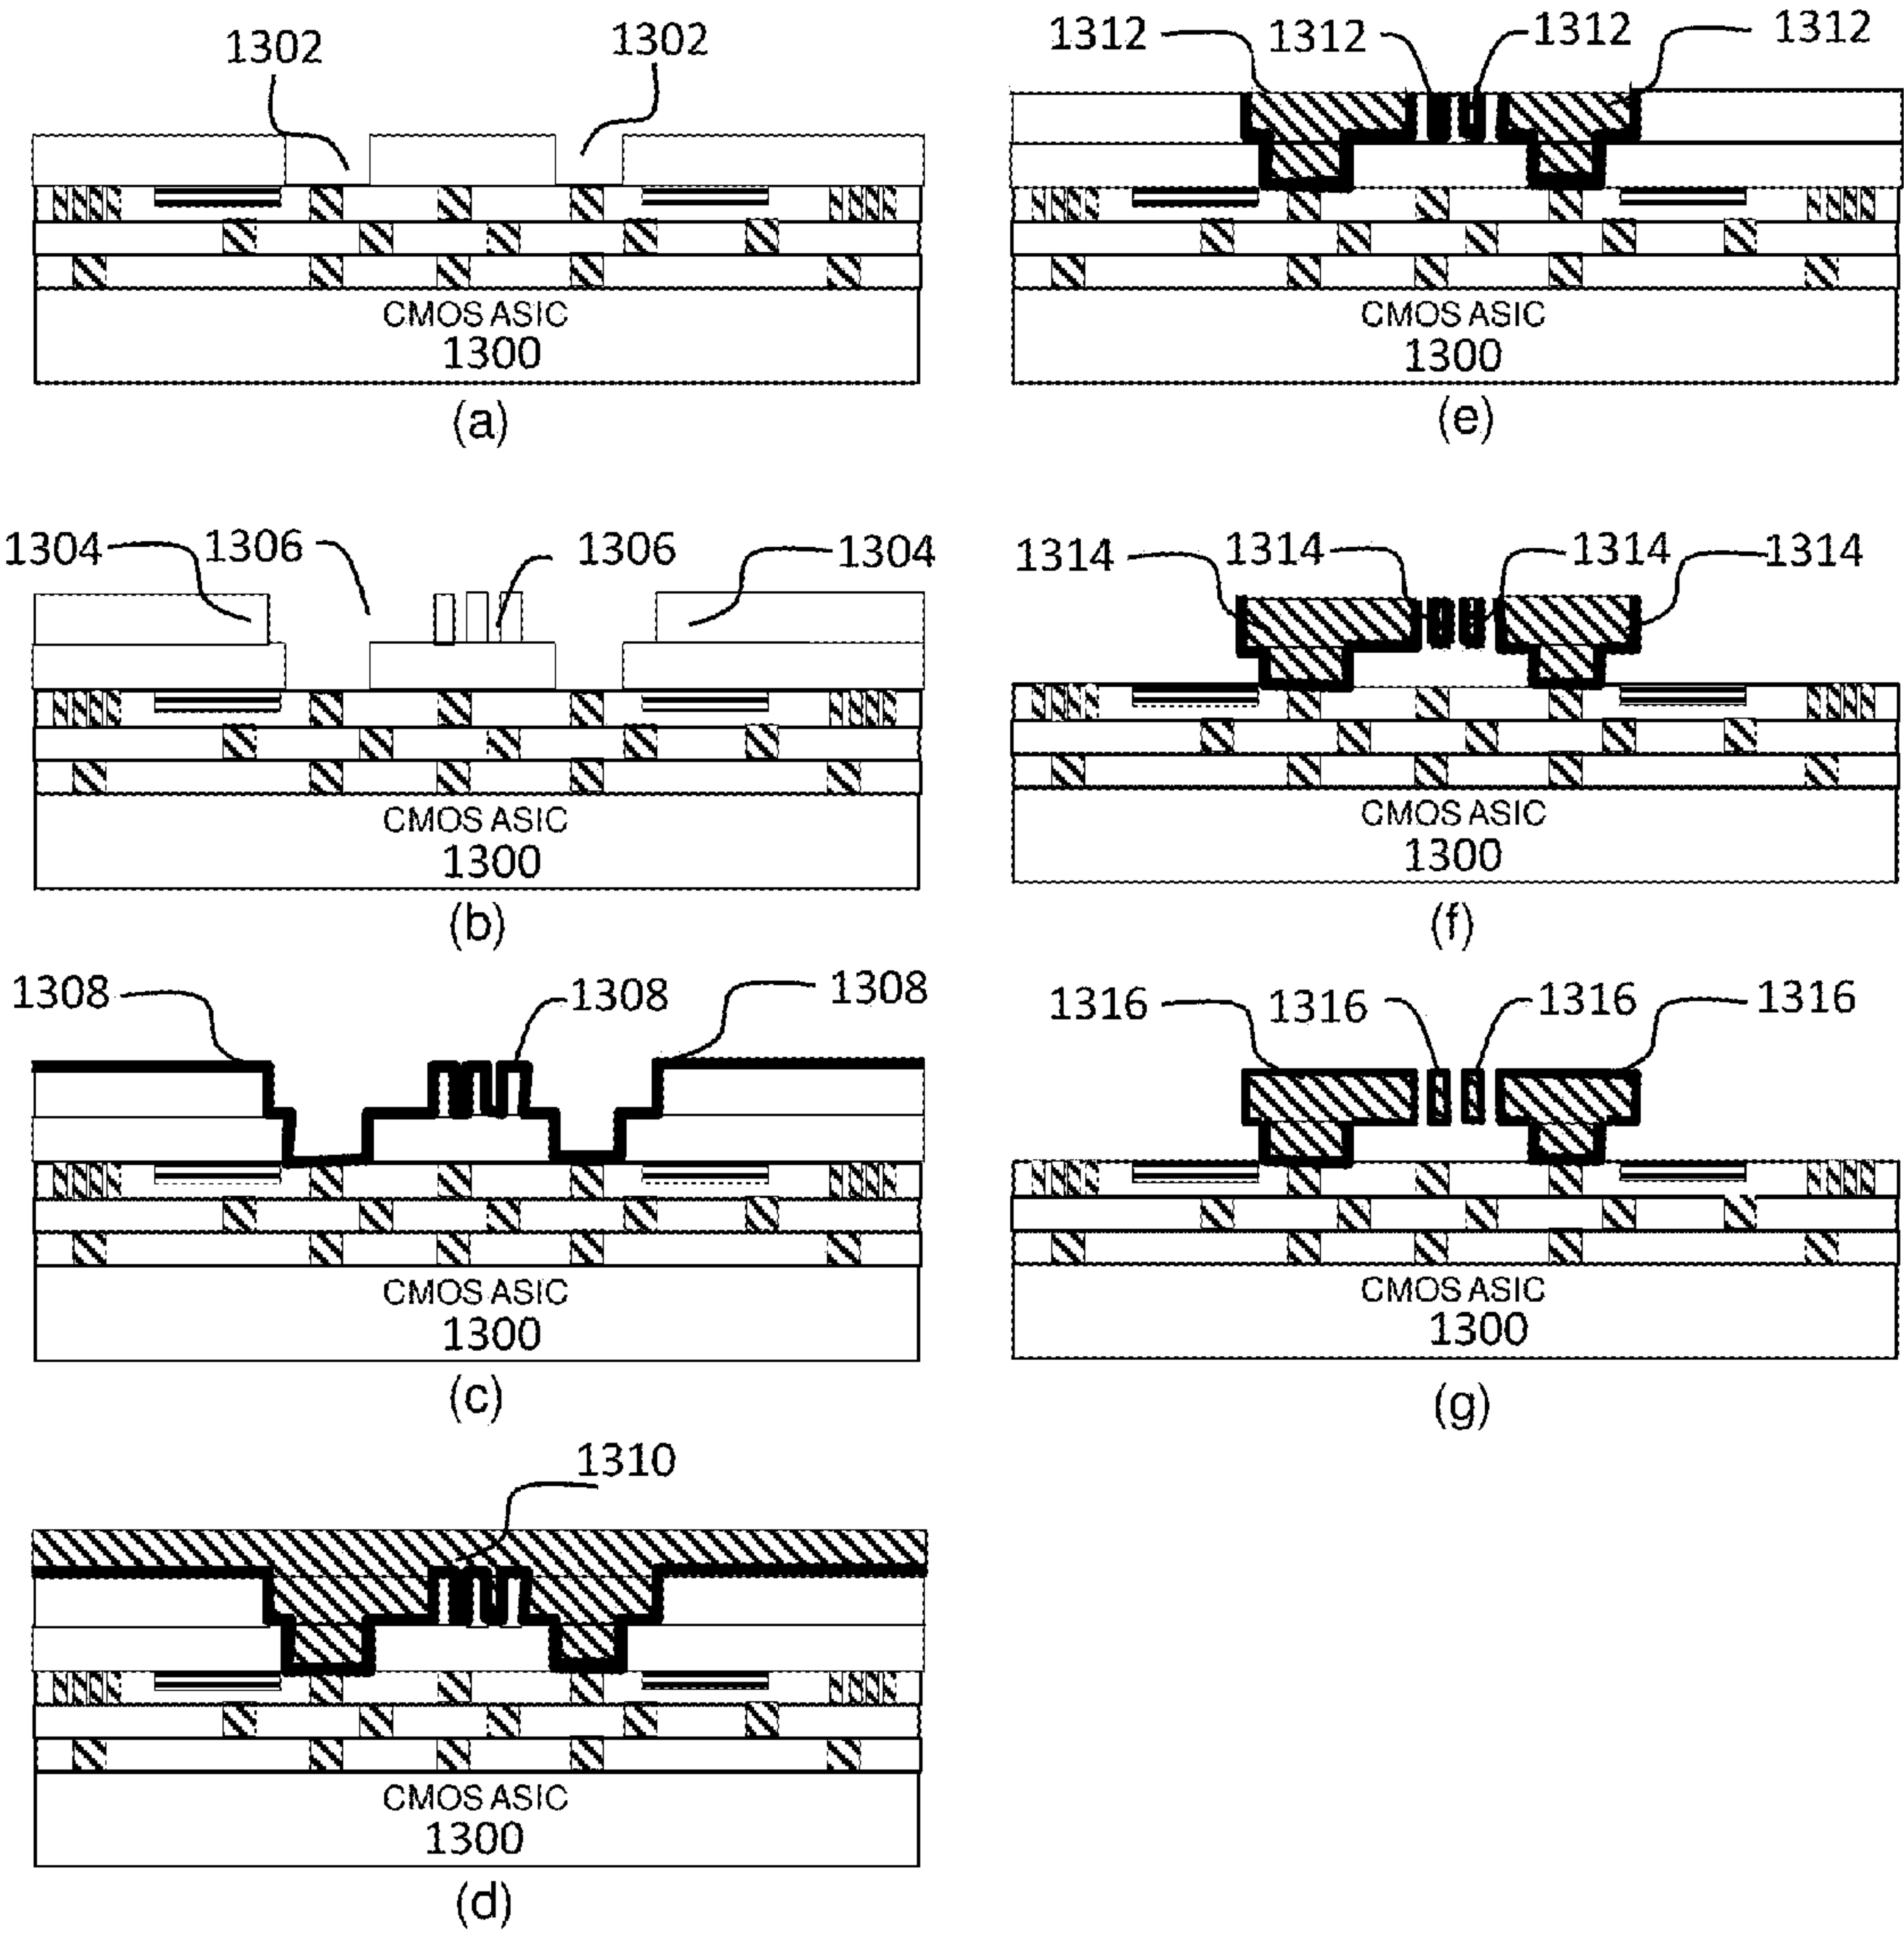 1302 1302
CMOS ASIC
1300
(a)
1304 1306 1306 1304
CMOS ASIC
1300
(b)
1308 1308 1308
CMOS ASIC
1300
(c)
1310
CMOS ASIC
1300
(d)
1312 1312 1312 1312
CMOS ASIC
1300
(e)
1314 1314 1314 1314
CMOS ASIC
1300
(f)
1316 1316 1316 1316
CMOS ASIC
1300
(g)